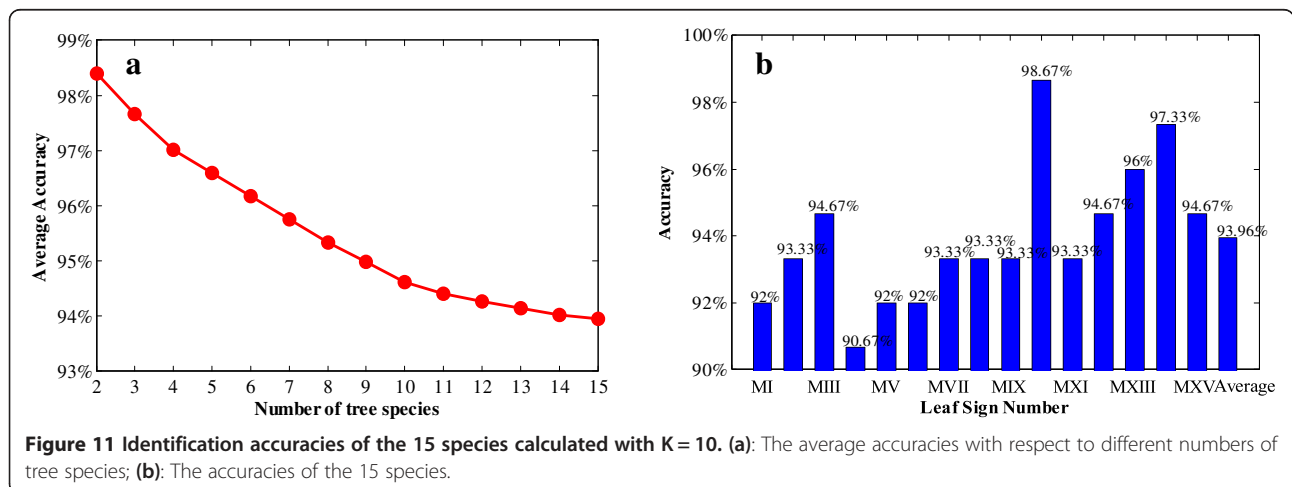 99%
98%
97%
96%
95%
94%
93%
Average Accuracy
a
2 3 4 5 6 7 8 9 10 11 12 13 14 15
Number of tree species
100%
98%
96%
94%
92%
90%
Accuracy
b
92%
93.33%
94.67%
90.67%
92%
92%
93.33%
93.33%
93.33%
98.67%
93.33%
94.67%
96%
97.33%
94.67%
93.96%
MI MIII MV MVII MIX MXI MXIII MXV Average
Leaf Sign Number
Figure 11 Identification accuracies of the 15 species calculated with K = 10. (a): The average accuracies with respect to different numbers of
tree species; (b): The accuracies of the 15 species.